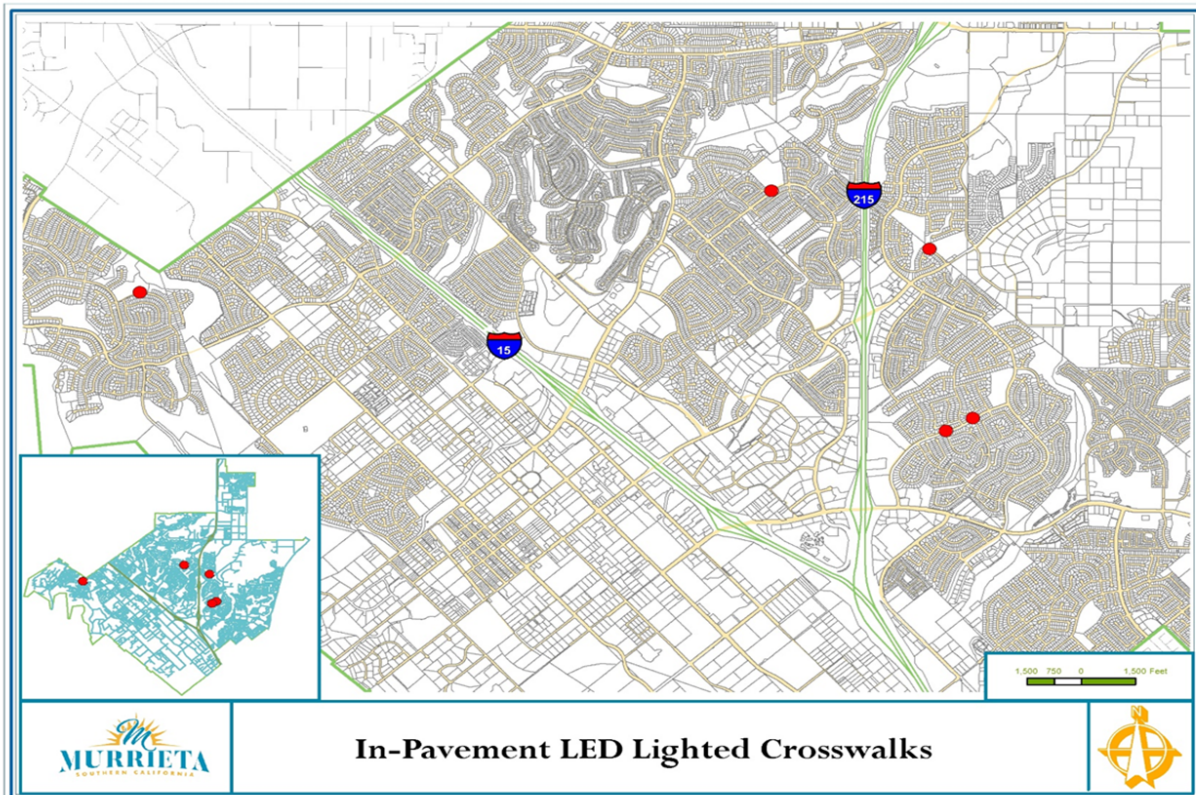 215
15
1,500 750 0 1,500 Feet
M
MURRIETA
SOUTHERN CALIFORNIA
In-Pavement LED Lighted Crosswalks
N